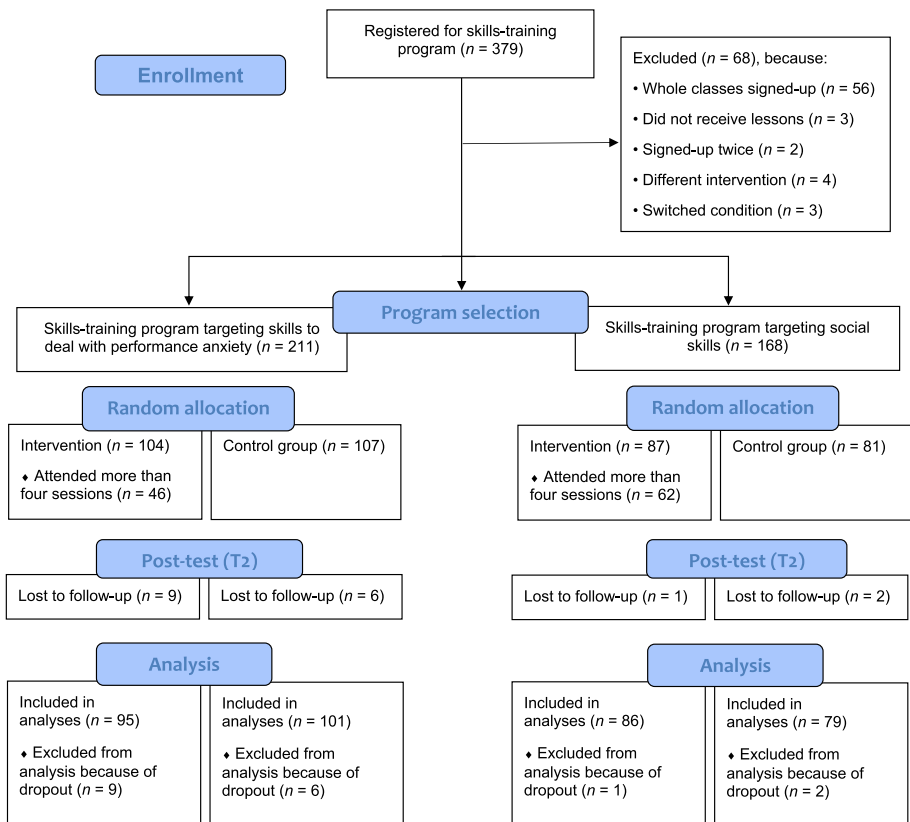 Registered for skills-training
program (n = 379)
Enrollment
Excluded (n = 68), because:
• Whole classes signed-up (n = 56)
• Did not receive lessons (n = 3)
• Signed-up twice (n = 2)
• Different intervention (n = 4)
• Switched condition (n = 3)
Program selection
Skills-training program targeting skills to
deal with performance anxiety (n = 211)
Skills-training program targeting social
skills (n = 168)
Random allocation
Intervention (n = 104)
♦ Attended more than
four sessions (n = 46)
Control group (n = 107)
Random allocation
Intervention (n = 87)
♦ Attended more than
four sessions (n = 62)
Control group (n = 81)
Post-test (T2)
Lost to follow-up (n = 9)
Lost to follow-up (n = 6)
Post-test (T2)
Lost to follow-up (n = 1)
Lost to follow-up (n = 2)
Analysis
Included in
analyses (n = 95)
♦ Excluded from
analysis because of
dropout (n = 9)
Included in
analyses (n = 101)
♦ Excluded from
analysis because of
dropout (n = 6)
Analysis
Included in
analyses (n = 86)
♦ Excluded from
analysis because of
dropout (n = 1)
Included in
analyses (n = 79)
♦ Excluded from
analysis because of
dropout (n = 2)